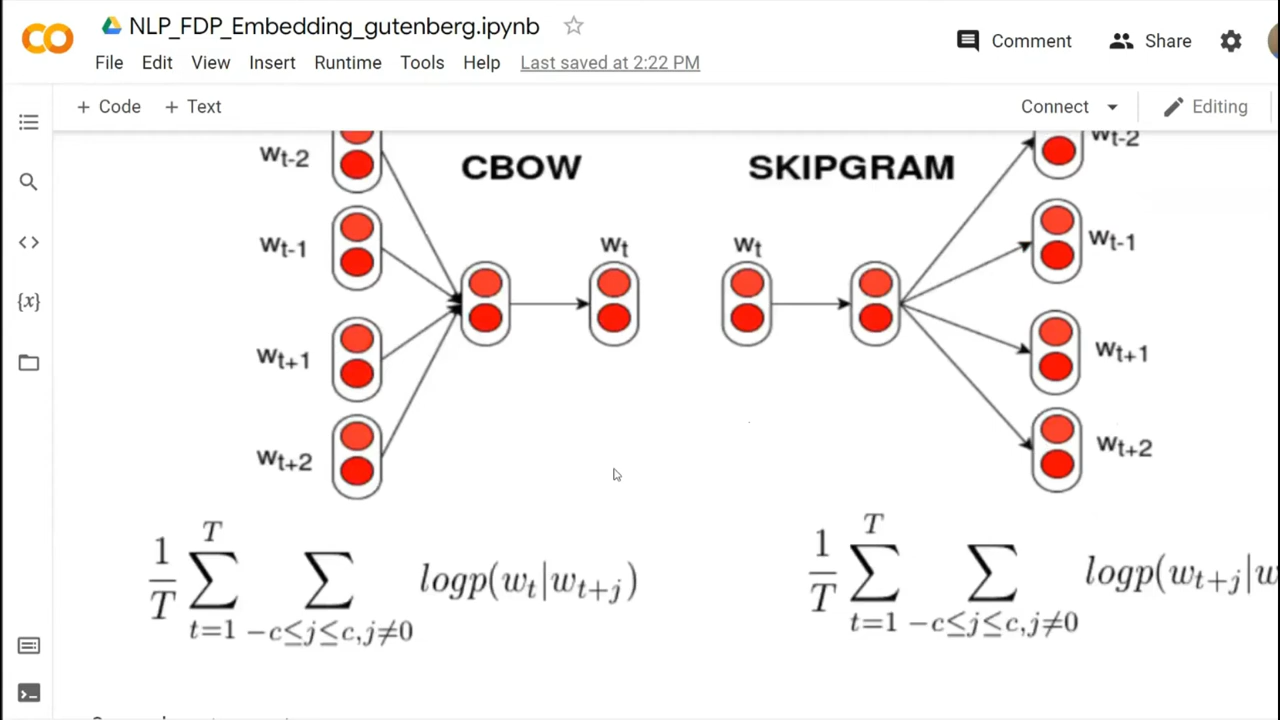 NLP_FDP_Embedding_gutenberg.ipynb
Comment
Share
File Edit View Insert Runtime Tools Help Last saved at 2:22 PM
+ Code + Text
Connect
Editing
{x}
wt-2
CBOW
SKIPGRAM
wt-2
wt-1
wt
wt
wt-1
wt+1
wt+1
wt+2
wt+2
1/T ∑ t=1 T ∑ -c≤j≤c,j≠0 logp(wt|wt+j)
1/T ∑ t=1 T ∑ -c≤j≤c,j≠0 logp(wt+j|w